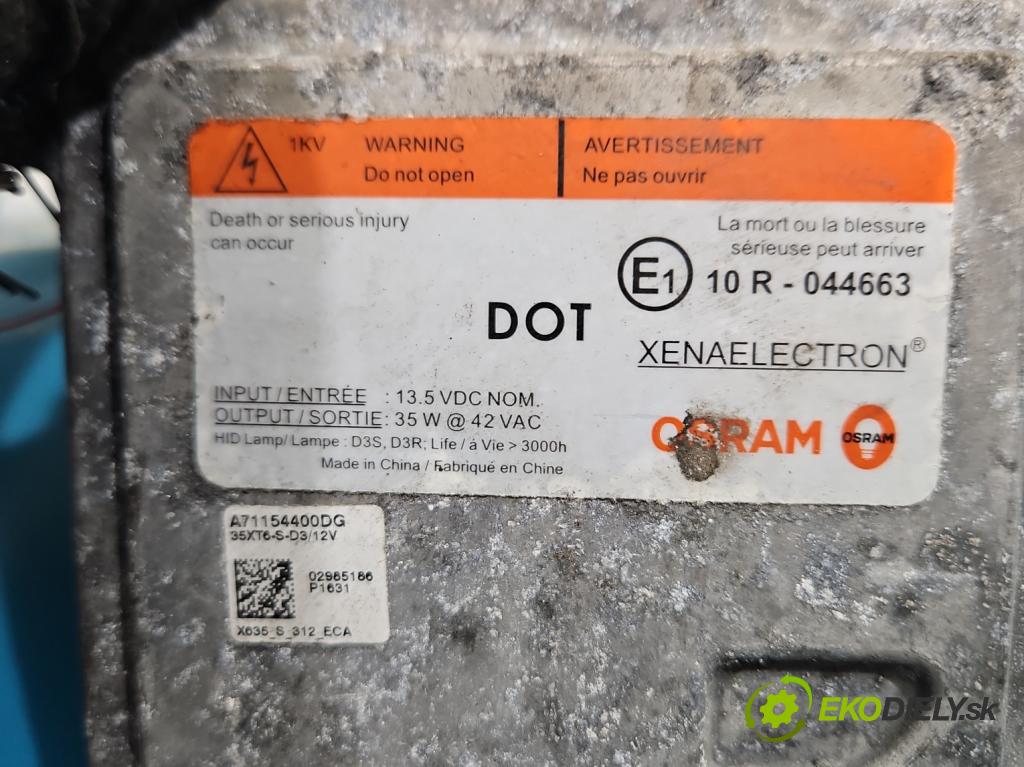 1KV WARNING
Do not open
AVERTISSEMENT
Ne pas ouvrir
Death or serious injury
can occur
La mort ou la blessure
sérieuse peut arriver
E1 10 R - 044663
DOT
XENAELECTRON®
INPUT / ENTRÉE : 13.5 VDC NOM.
OUTPUT / SORTIE : 35 W @ 42 VAC
HID Lamp/ Lampe : D3S, D3R; Life / á Vie > 3000h
Made in China / Fabriqué en Chine
OSRAM OSRAM
A71154400DG
35XT6-S-D3/12V
02985186
P1631
X635_S_312_ECA
EKODIELY.sk